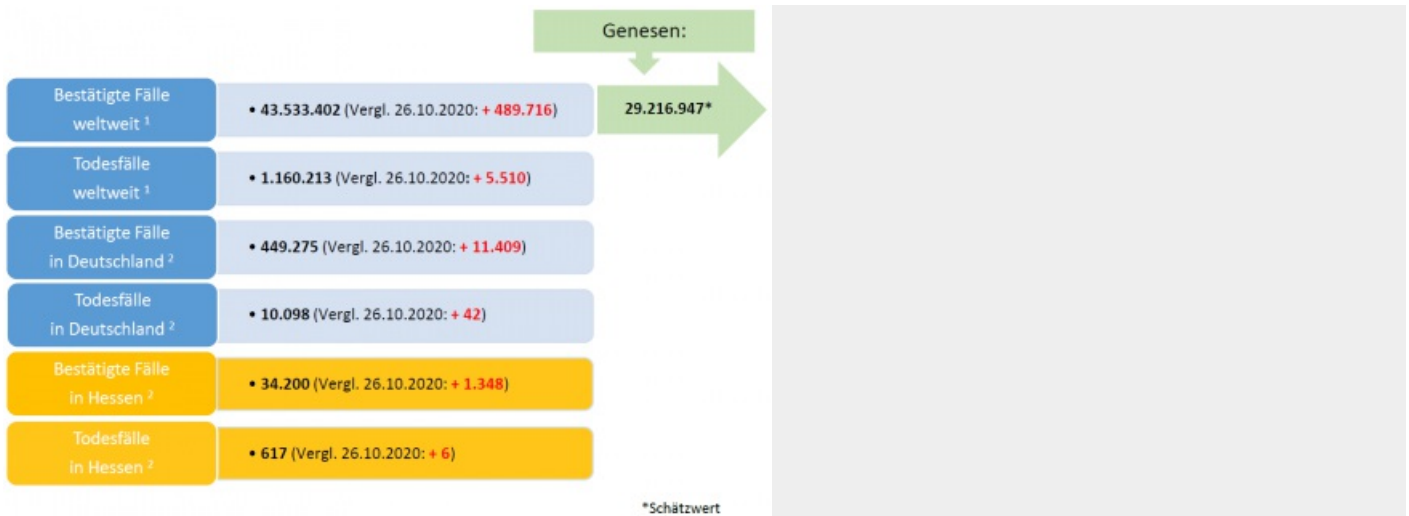 Genesen:
Bestätigte Fälle
weltweit ¹
• 43.533.402 (Vergl. 26.10.2020: + 489.716)
29.216.947*
Todesfälle
weltweit ¹
• 1.160.213 (Vergl. 26.10.2020: + 5.510)
Bestätigte Fälle
in Deutschland ²
• 449.275 (Vergl. 26.10.2020: + 11.409)
Todesfälle
in Deutschland ²
• 10.098 (Vergl. 26.10.2020: + 42)
Bestätigte Fälle
in Hessen ²
• 34.200 (Vergl. 26.10.2020: + 1.348)
Todesfälle
in Hessen ²
• 617 (Vergl. 26.10.2020: + 6)
*Schätzwert